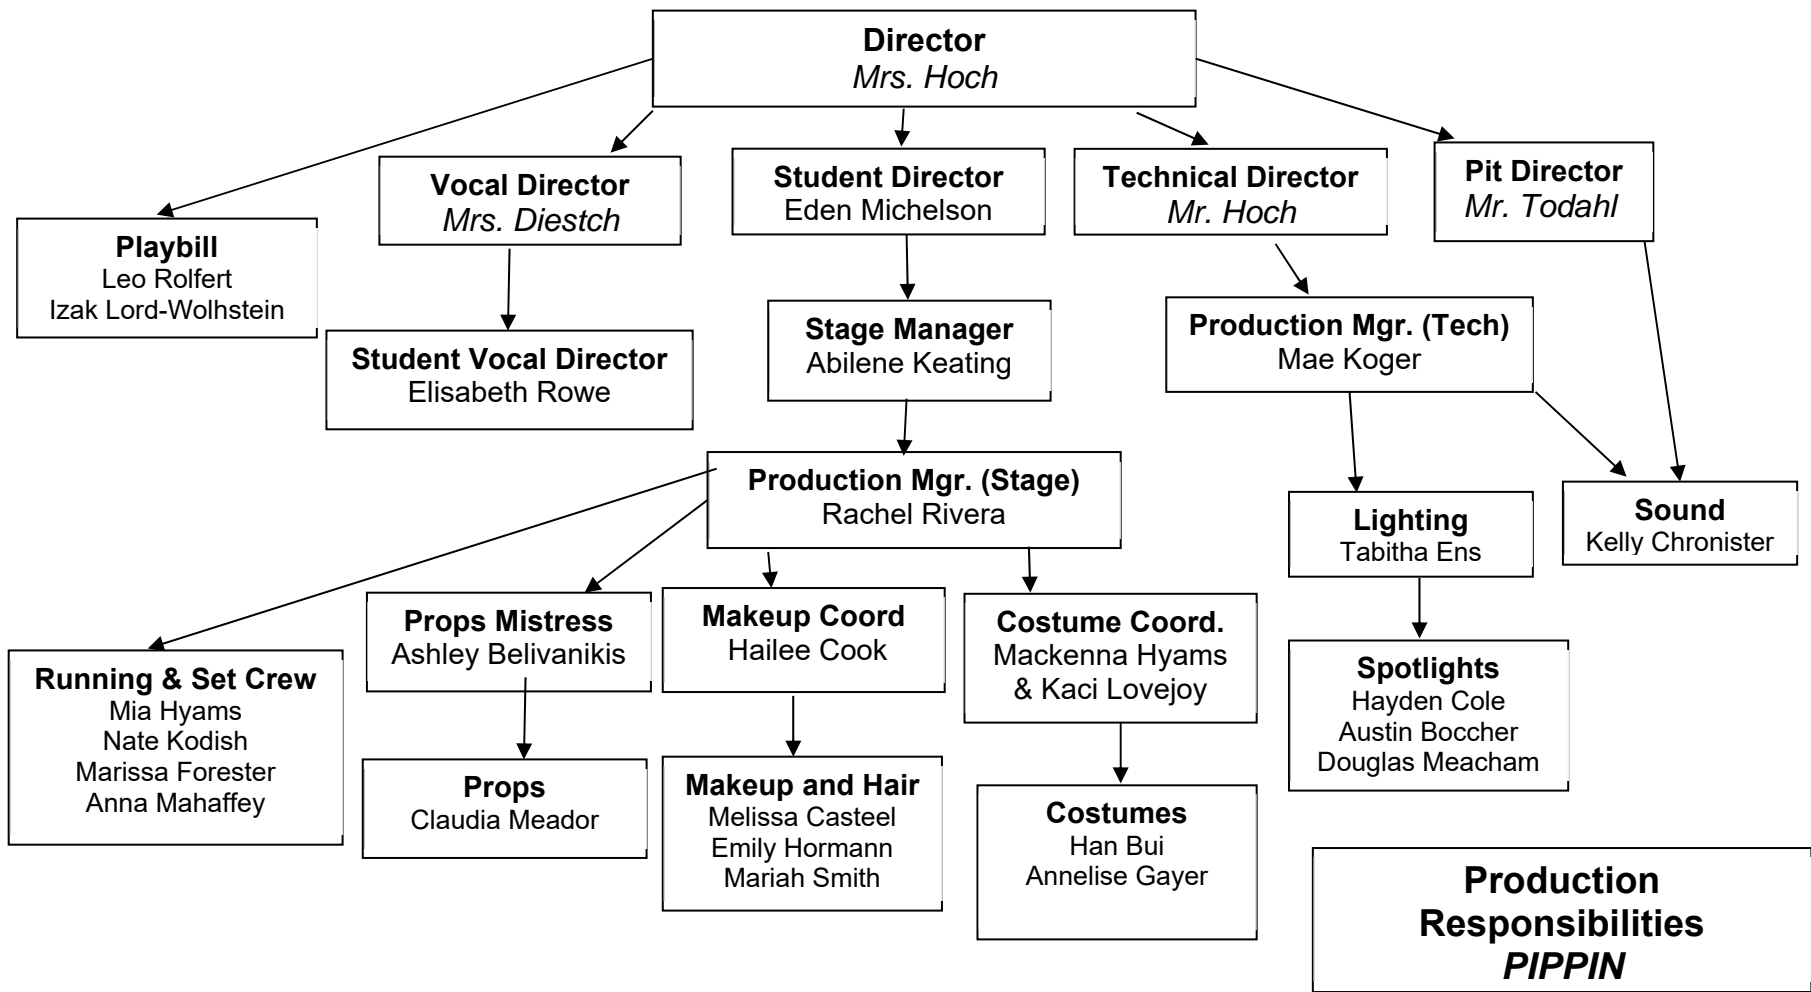 Director
Mrs. Hoch
Vocal Director
Mrs. Diestch
Student Director
Eden Michelson
Technical Director
Mr. Hoch
Pit Director
Mr. Todahl
Playbill
Leo Rolfert
Izak Lord-Wolhstein
Student Vocal Director
Elisabeth Rowe
Stage Manager
Abilene Keating
Production Mgr. (Tech)
Mae Koger
Production Mgr. (Stage)
Rachel Rivera
Lighting
Tabitha Ens
Sound
Kelly Chronister
Running & Set Crew
Mia Hyams
Nate Kodish
Marissa Forester
Anna Mahaffey
Props Mistress
Ashley Belivanikis
Makeup Coord
Hailee Cook
Costume Coord.
Mackenna Hyams
& Kaci Lovejoy
Spotlights
Hayden Cole
Austin Boccher
Douglas Meacham
Props
Claudia Meador
Makeup and Hair
Melissa Casteel
Emily Hormann
Mariah Smith
Costumes
Han Bui
Annelise Gayer
Production
Responsibilities
PIPPIN